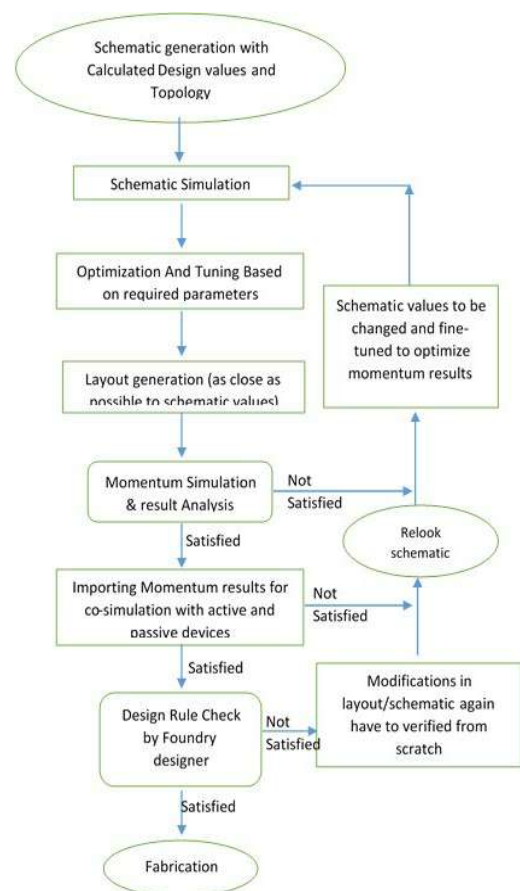 Schematic generation with
Calculated Design values and
Topology
Schematic Simulation
Optimization And Tuning Based
on required parameters
Schematic values to be
changed and fine-
tuned to optimize
momentum results
Layout generation (as close as
possible to schematic values)
Momentum Simulation
& result Analysis
Not
Satisfied
Relook
schematic
Satisfied
Importing Momentum results for
co-simulation with active and
passive devices
Not
Satisfied
Satisfied
Modifications in
layout/schematic again
have to verified from
scratch
Design Rule Check
by Foundry
designer
Not
Satisfied
Satisfied
Fabrication